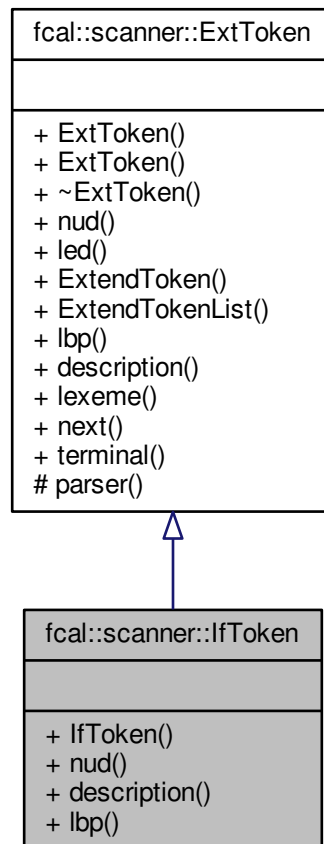 fcal::scanner::ExtToken
+ ExtToken()
+ ExtToken()
+ ~ExtToken()
+ nud()
+ led()
+ ExtendToken()
+ ExtendTokenList()
+ lbp()
+ description()
+ lexeme()
+ next()
+ terminal()
# parser()
fcal::scanner::IfToken
+ IfToken()
+ nud()
+ description()
+ lbp()